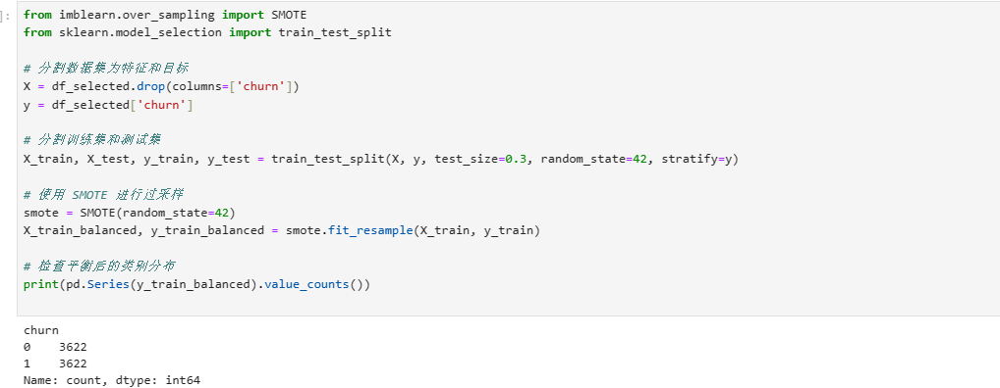 ]:
from imblearn.over_sampling import SMOTE
from sklearn.model_selection import train_test_split
# 分割数据集为特征和目标
X = df_selected.drop(columns=['churn'])
y = df_selected['churn']
# 分割训练集和测试集
X_train, X_test, y_train, y_test = train_test_split(X, y, test_size=0.3, random_state=42, stratify=y)
# 使用 SMOTE 进行过采样
smote = SMOTE(random_state=42)
X_train_balanced, y_train_balanced = smote.fit_resample(X_train, y_train)
# 检查平衡后的类别分布
print(pd.Series(y_train_balanced).value_counts())
churn
0    3622
1    3622
Name: count, dtype: int64